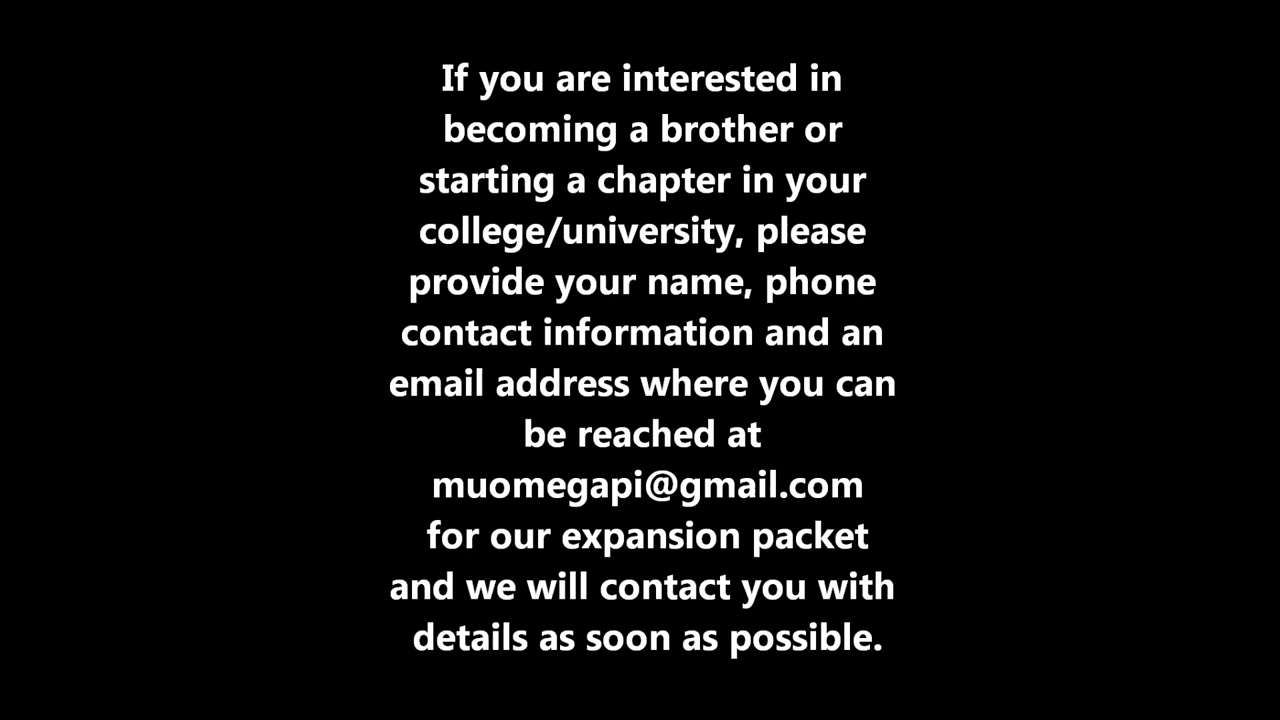 If you are interested in
becoming a brother or
starting a chapter in your
college/university, please
provide your name, phone
contact information and an
email address where you can
be reached at
muomegapi@gmail.com
for our expansion packet
and we will contact you with
details as soon as possible.